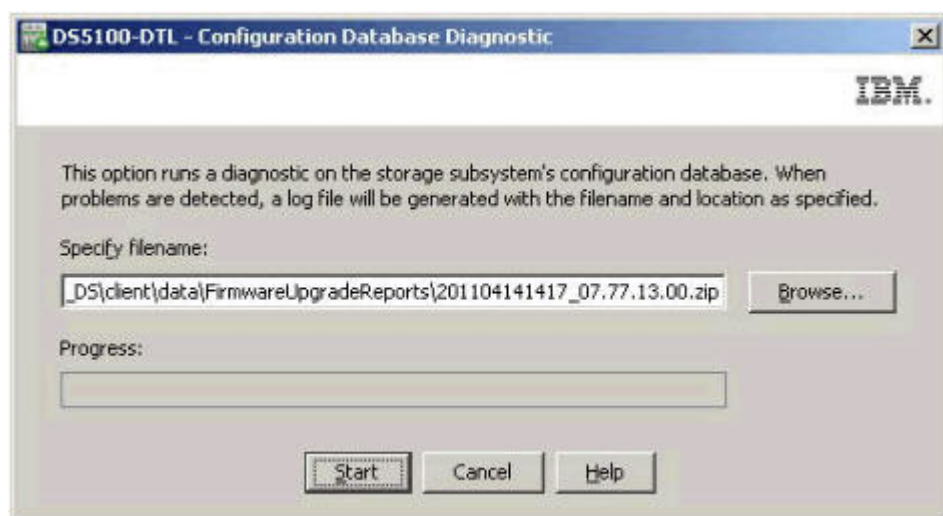 DS5100-DTL - Configuration Database Diagnostic
IBM.
This option runs a diagnostic on the storage subsystem's configuration database. When
problems are detected, a log file will be generated with the filename and location as specified.
Specify filename:
_DS\client\data\FirmwareUpgradeReports\201104141417_07.77.13.00.zip
Browse...
Progress:
Start
Cancel
Help